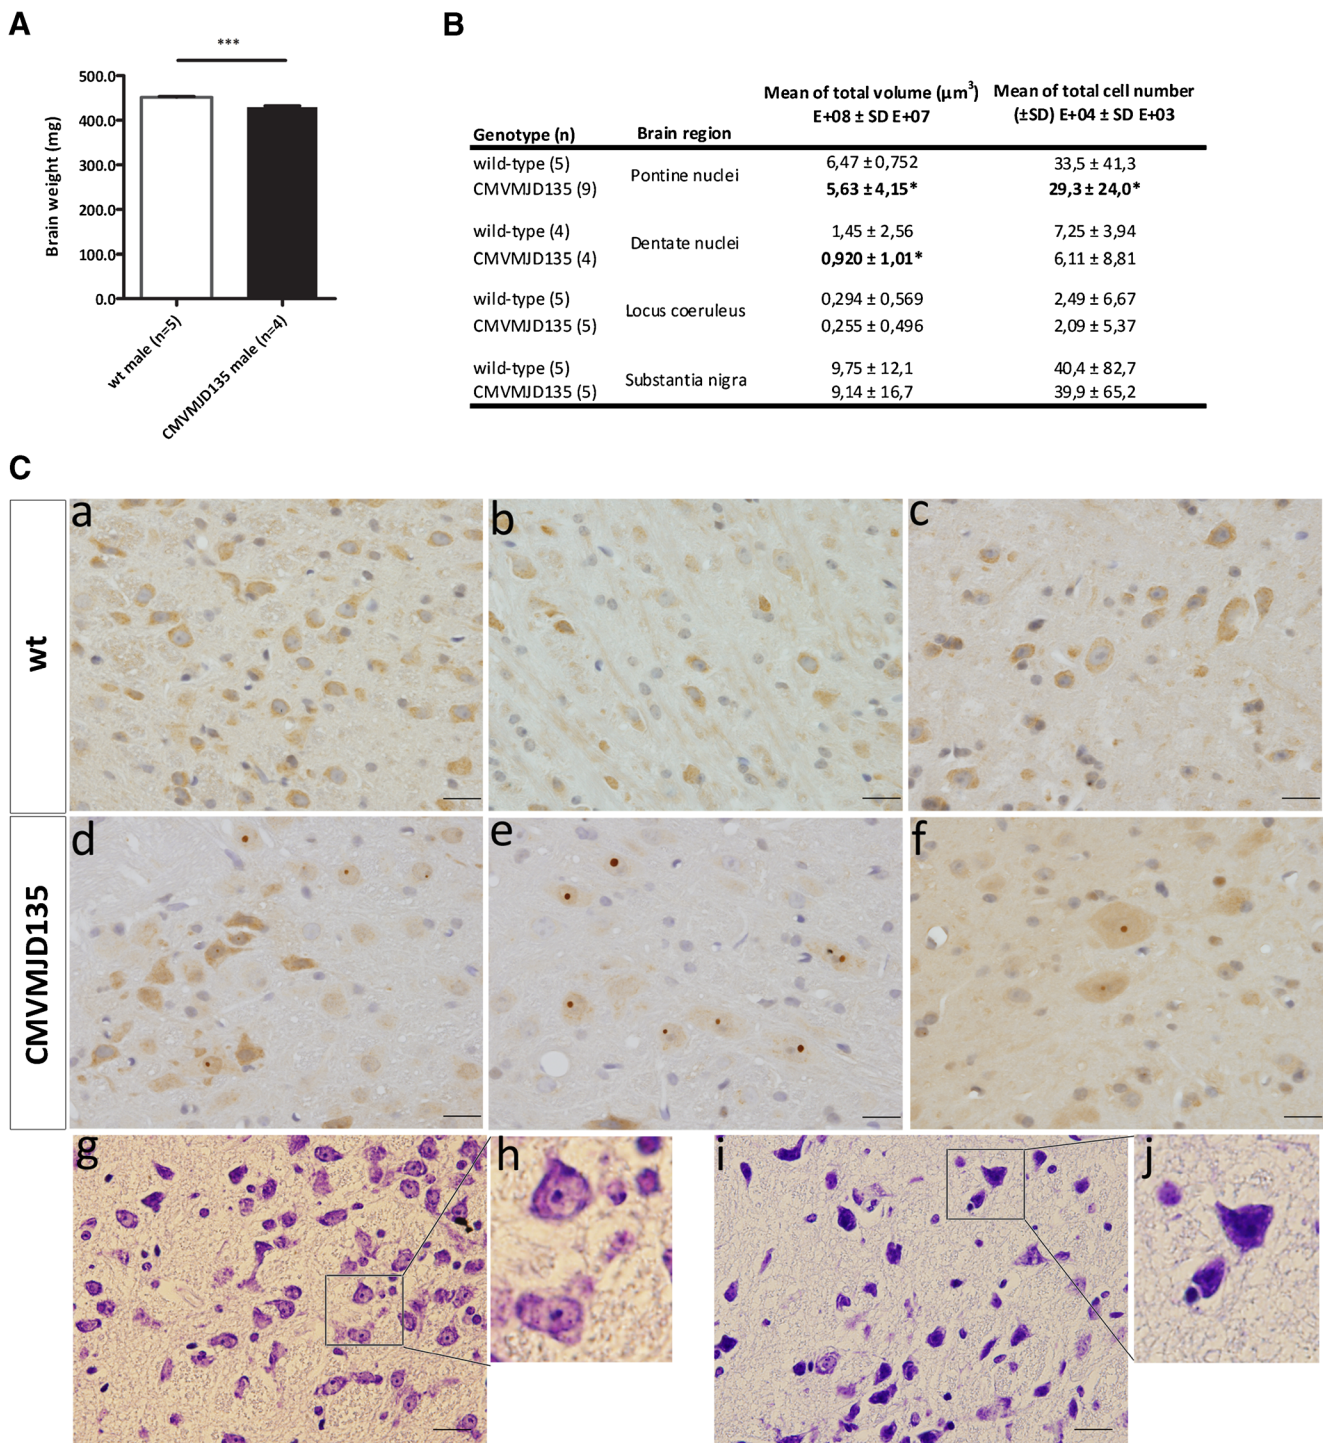 A
***
500.0
400.0
300.0
200.0
100.0
0.0
Brain weight (mg)
wt male (n=5)
CMVMJD135 male (n=4)
B
Genotype (n) Brain region Mean of total volume (µm³) E+08 ± SD E+07 Mean of total cell number (±SD) E+04 ± SD E+03
wild-type (5) Pontine nuclei 6,47 ± 0,752 33,5 ± 41,3
CMVMJD135 (9) 5,63 ± 4,15* 29,3 ± 24,0*
wild-type (4) Dentate nuclei 1,45 ± 2,56 7,25 ± 3,94
CMVMJD135 (4) 0,920 ± 1,01* 6,11 ± 8,81
wild-type (5) Locus coeruleus 0,294 ± 0,569 2,49 ± 6,67
CMVMJD135 (5) 0,255 ± 0,496 2,09 ± 5,37
wild-type (5) Substantia nigra 9,75 ± 12,1 40,4 ± 82,7
CMVMJD135 (5) 9,14 ± 16,7 39,9 ± 65,2
C
wt
a
b
c
CMVMJD135
d
e
f
g
h
i
j